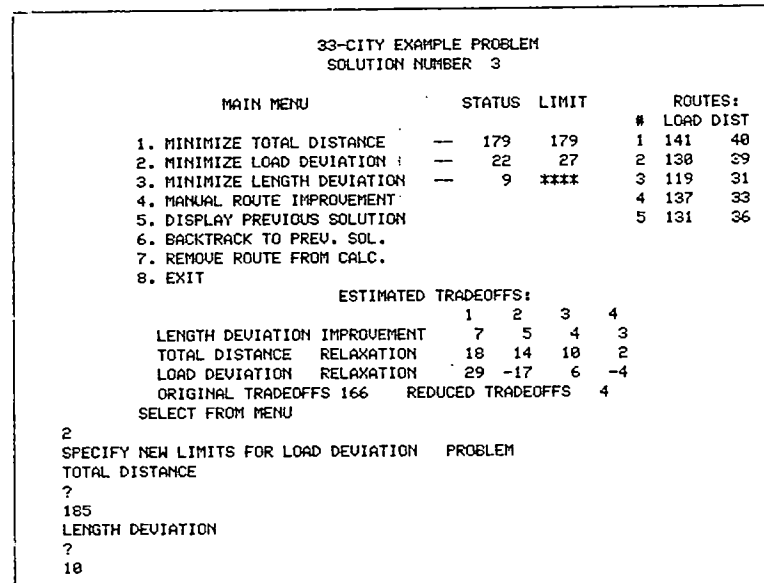 33-CITY EXAMPLE PROBLEM
SOLUTION NUMBER 3
MAIN MENU STATUS LIMIT ROUTES:
# LOAD DIST
1. MINIMIZE TOTAL DISTANCE -- 179 179 1 141 40
2. MINIMIZE LOAD DEVIATION -- 22 27 2 130 39
3. MINIMIZE LENGTH DEVIATION -- 9 **** 3 119 31
4. MANUAL ROUTE IMPROVEMENT 4 137 33
5. DISPLAY PREVIOUS SOLUTION 5 131 36
6. BACKTRACK TO PREV. SOL.
7. REMOVE ROUTE FROM CALC.
8. EXIT
ESTIMATED TRADEOFFS:
1 2 3 4
LENGTH DEVIATION IMPROVEMENT 7 5 4 3
TOTAL DISTANCE RELAXATION 18 14 10 2
LOAD DEVIATION RELAXATION 29 -17 6 -4
ORIGINAL TRADEOFFS 166 REDUCED TRADEOFFS 4
SELECT FROM MENU
2
SPECIFY NEW LIMITS FOR LOAD DEVIATION PROBLEM
TOTAL DISTANCE
?
185
LENGTH DEVIATION
?
10